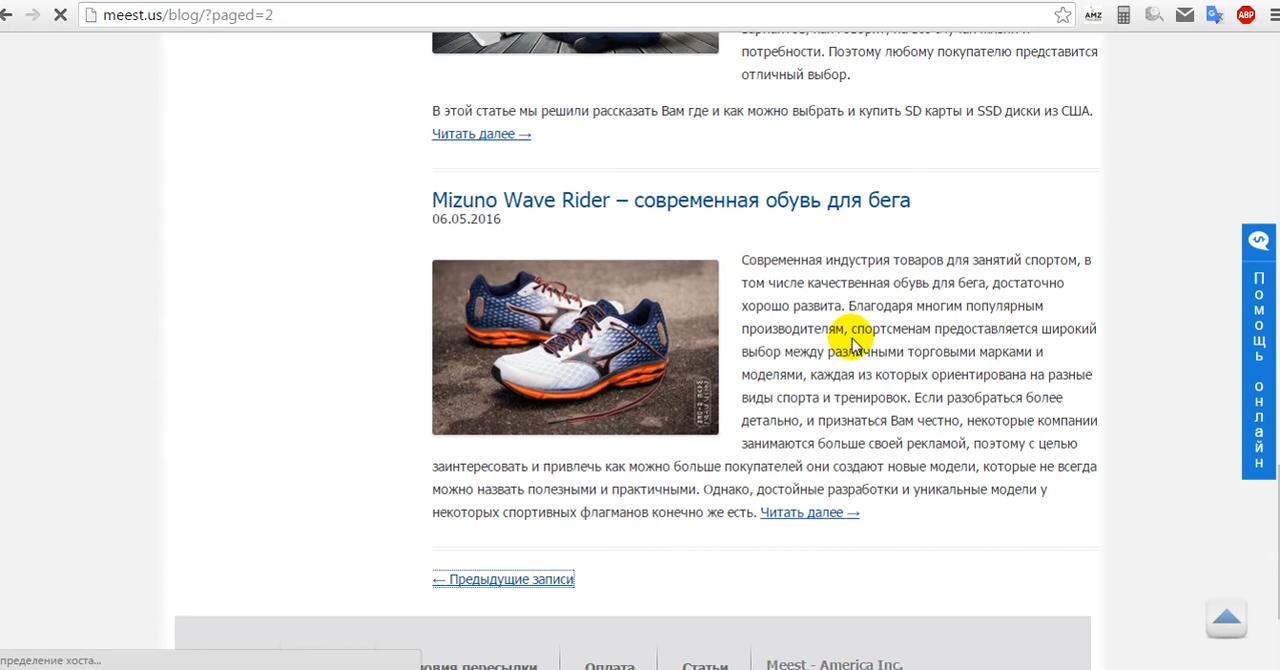 meest.us/blog/?paged=2
AMZ
ABP
потребности. Поэтому любому покупателю представится
отличный выбор.
В этой статье мы решили рассказать Вам где и как можно выбрать и купить SD карты и SSD диски из США.
Читать далее →
Mizuno Wave Rider – современная обувь для бега
06.05.2016
Современная индустрия товаров для занятий спортом, в
том числе качественная обувь для бега, достаточно
хорошо развита. Благодаря многим популярным
производителям, спортсменам предоставляется широкий
выбор между различными торговыми марками и
моделями, каждая из которых ориентирована на разные
виды спорта и тренировок. Если разобраться более
детально, и признаться Вам честно, некоторые компании
занимаются больше своей рекламой, поэтому с целью
заинтересовать и привлечь как можно больше покупателей они создают новые модели, которые не всегда
можно назвать полезными и практичными. Однако, достойные разработки и уникальные модели у
некоторых спортивных флагманов конечно же есть. Читать далее →
← Предыдущие записи
Помощь онлайн
пределение хоста...
овия пересылки
Оплата
Статьи
Meest - America Inc.